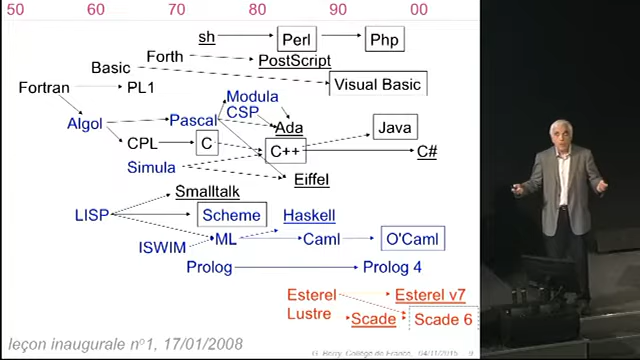 50 60 70 80 90 00
sh Perl Php
Forth PostScript
Basic Visual Basic
Fortran PL1
Modula
CSP
Algol Pascal Ada
Java
CPL C C++ C#
Simula
Eiffel
Smalltalk
LISP Scheme Haskell
ISWIM ML Caml O'Caml
Prolog Prolog 4
Esterel Esterel v7
Lustre Scade Scade 6
leçon inaugurale n°1, 17/01/2008
G. Berry, Collège de France, 04/11/2015 9